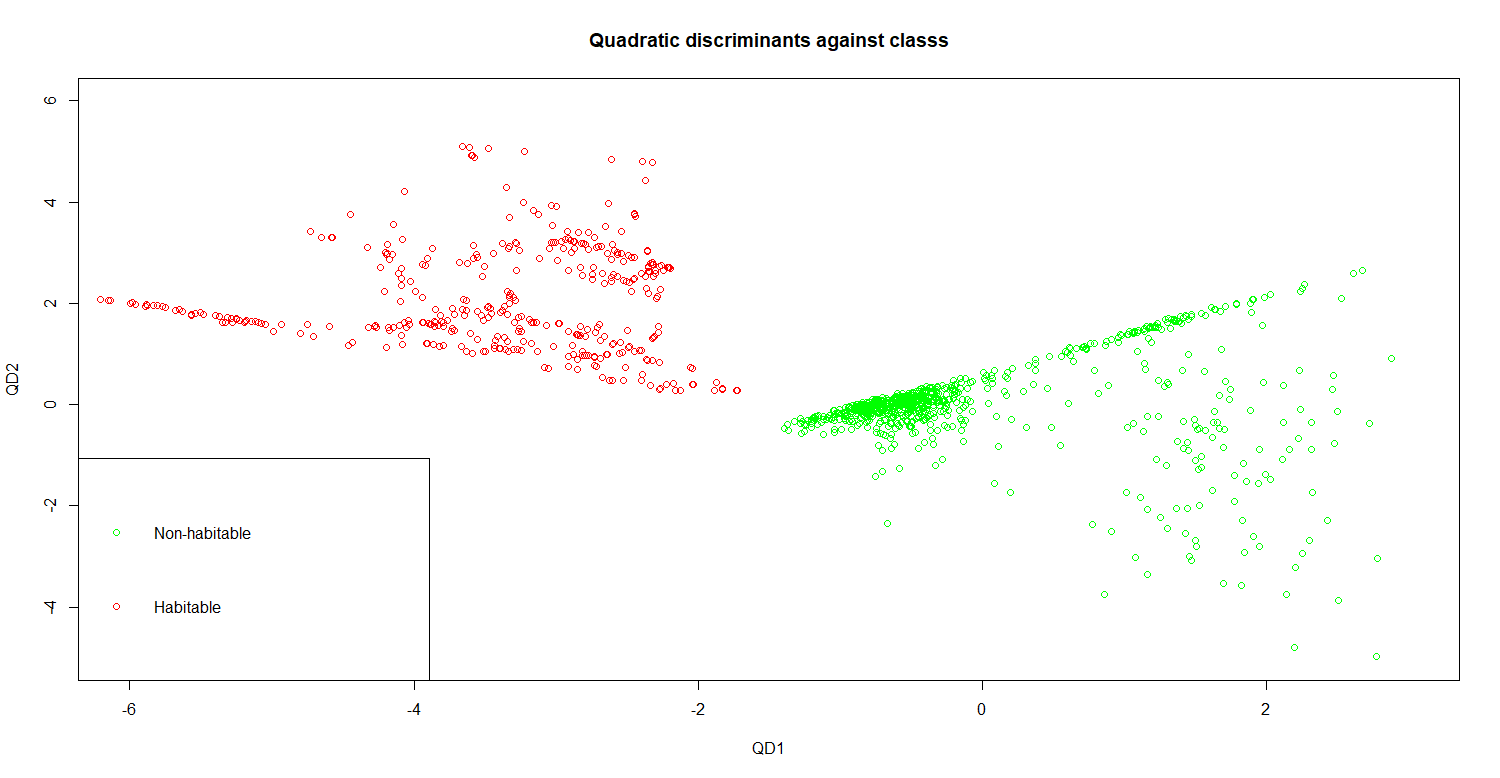 Quadratic discriminants against classs
6
4
2
0
-2
-4
QD2
Non-habitable
Habitable
-6
-4
-2
0
2
QD1